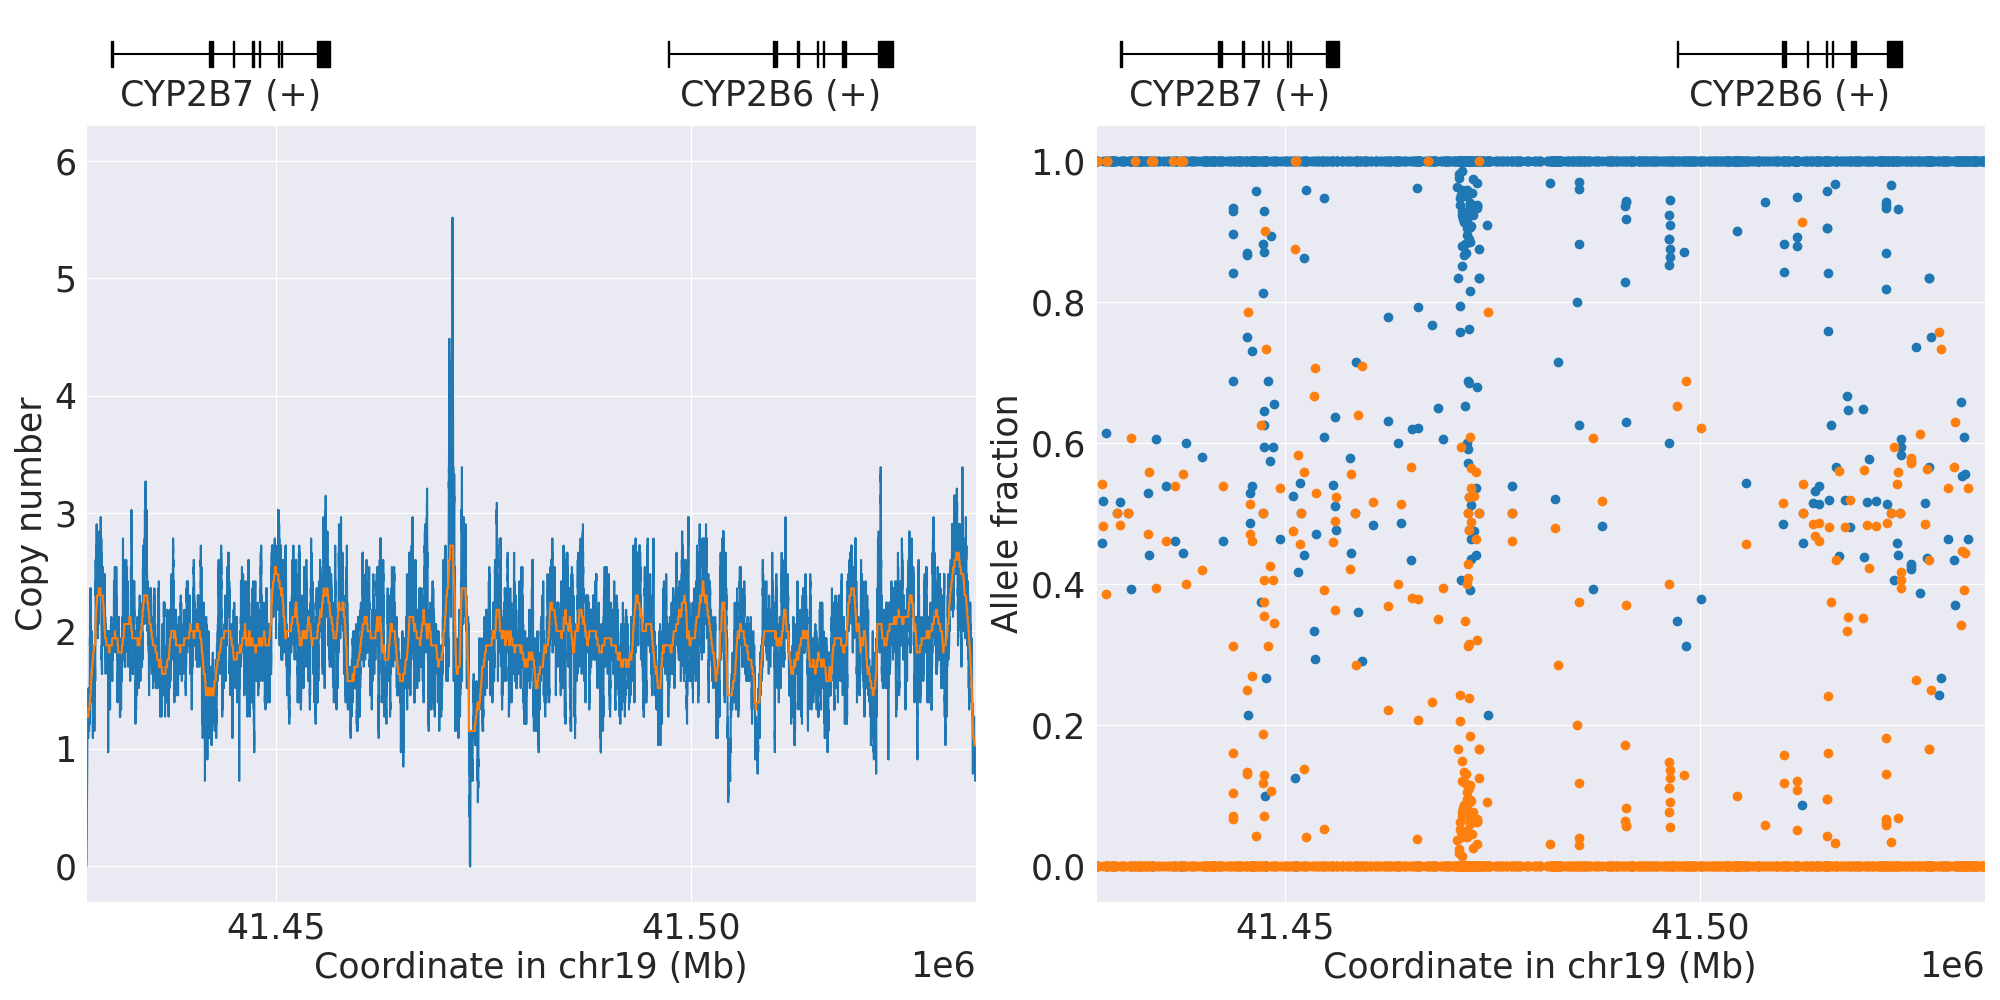 CYP2B7 (+)
CYP2B6 (+)
6
5
4
3
2
1
0
Copy number
41.45
41.50
Coordinate in chr19 (Mb)
1e6
CYP2B7 (+)
CYP2B6 (+)
1.0
0.8
0.6
0.4
0.2
0.0
Allele fraction
41.45
41.50
Coordinate in chr19 (Mb)
1e6